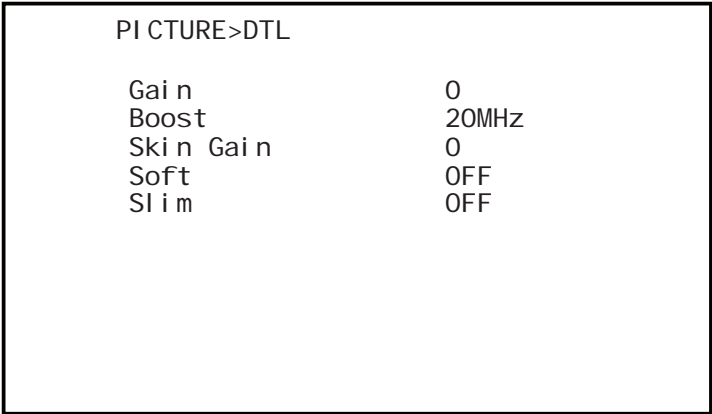 PICTURE>DTL
Gain 0
Boost 20MHz
Skin Gain 0
Soft OFF
Slim OFF